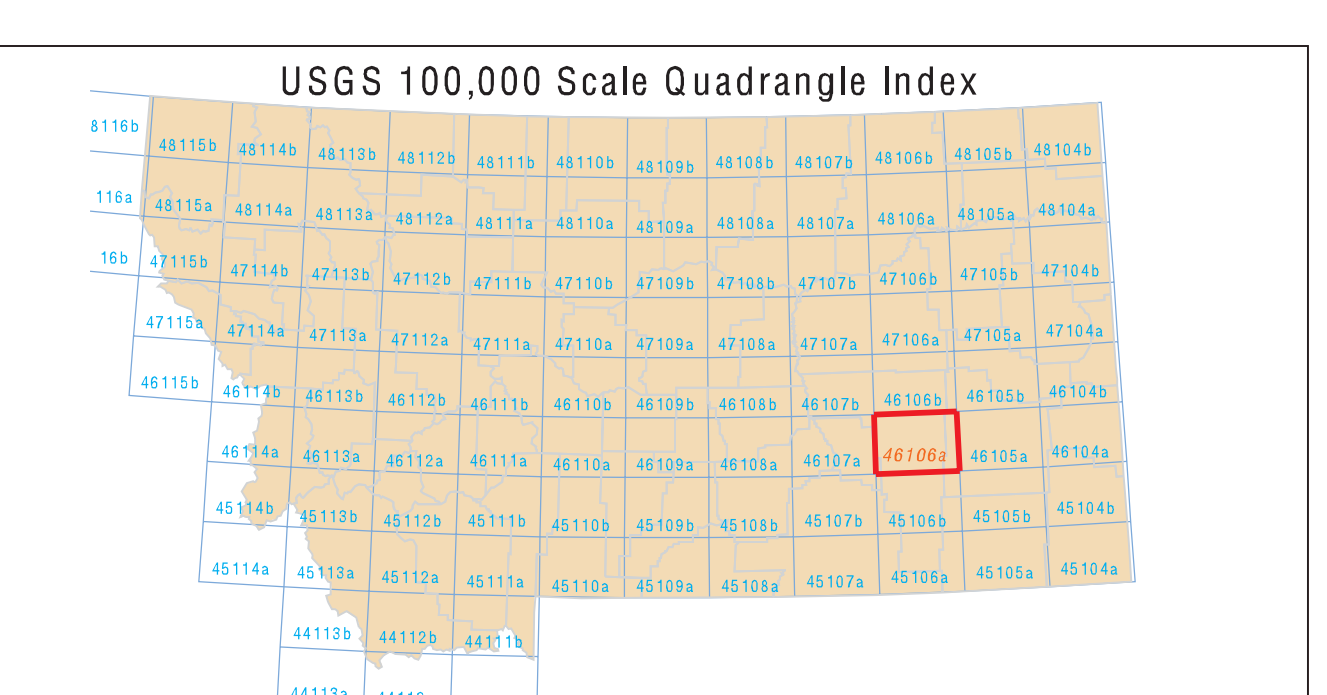 USGS 100,000 Scale Quadrangle Index
8116b 48115b 48114b 48113b 48112b 48111b 48110b 48109b 48108b 48107b 48106b 48105b 48104b
116a 48115a 48114a 48113a 48112a 48111a 48110a 48109a 48108a 48107a 48106a 48105a 48104a
16b 47115b 47114b 47113b 47112b 47111b 47110b 47109b 47108b 47107b 47106b 47105b 47104b
47115a 47114a 47113a 47112a 47111a 47110a 47109a 47108a 47107a 47106a 47105a 47104a
46115b 46114b 46113b 46112b 46111b 46110b 46109b 46108b 46107b 46106b 46105b 46104b
46114a 46113a 46112a 46111a 46110a 46109a 46108a 46107a 46106a 46105a 46104a
45114b 45113b 45112b 45111b 45110b 45109b 45108b 45107b 45106b 45105b 45104b
45114a 45113a 45112a 45111a 45110a 45109a 45108a 45107a 45106a 45105a 45104a
44113b 44112b 44111b
44113a